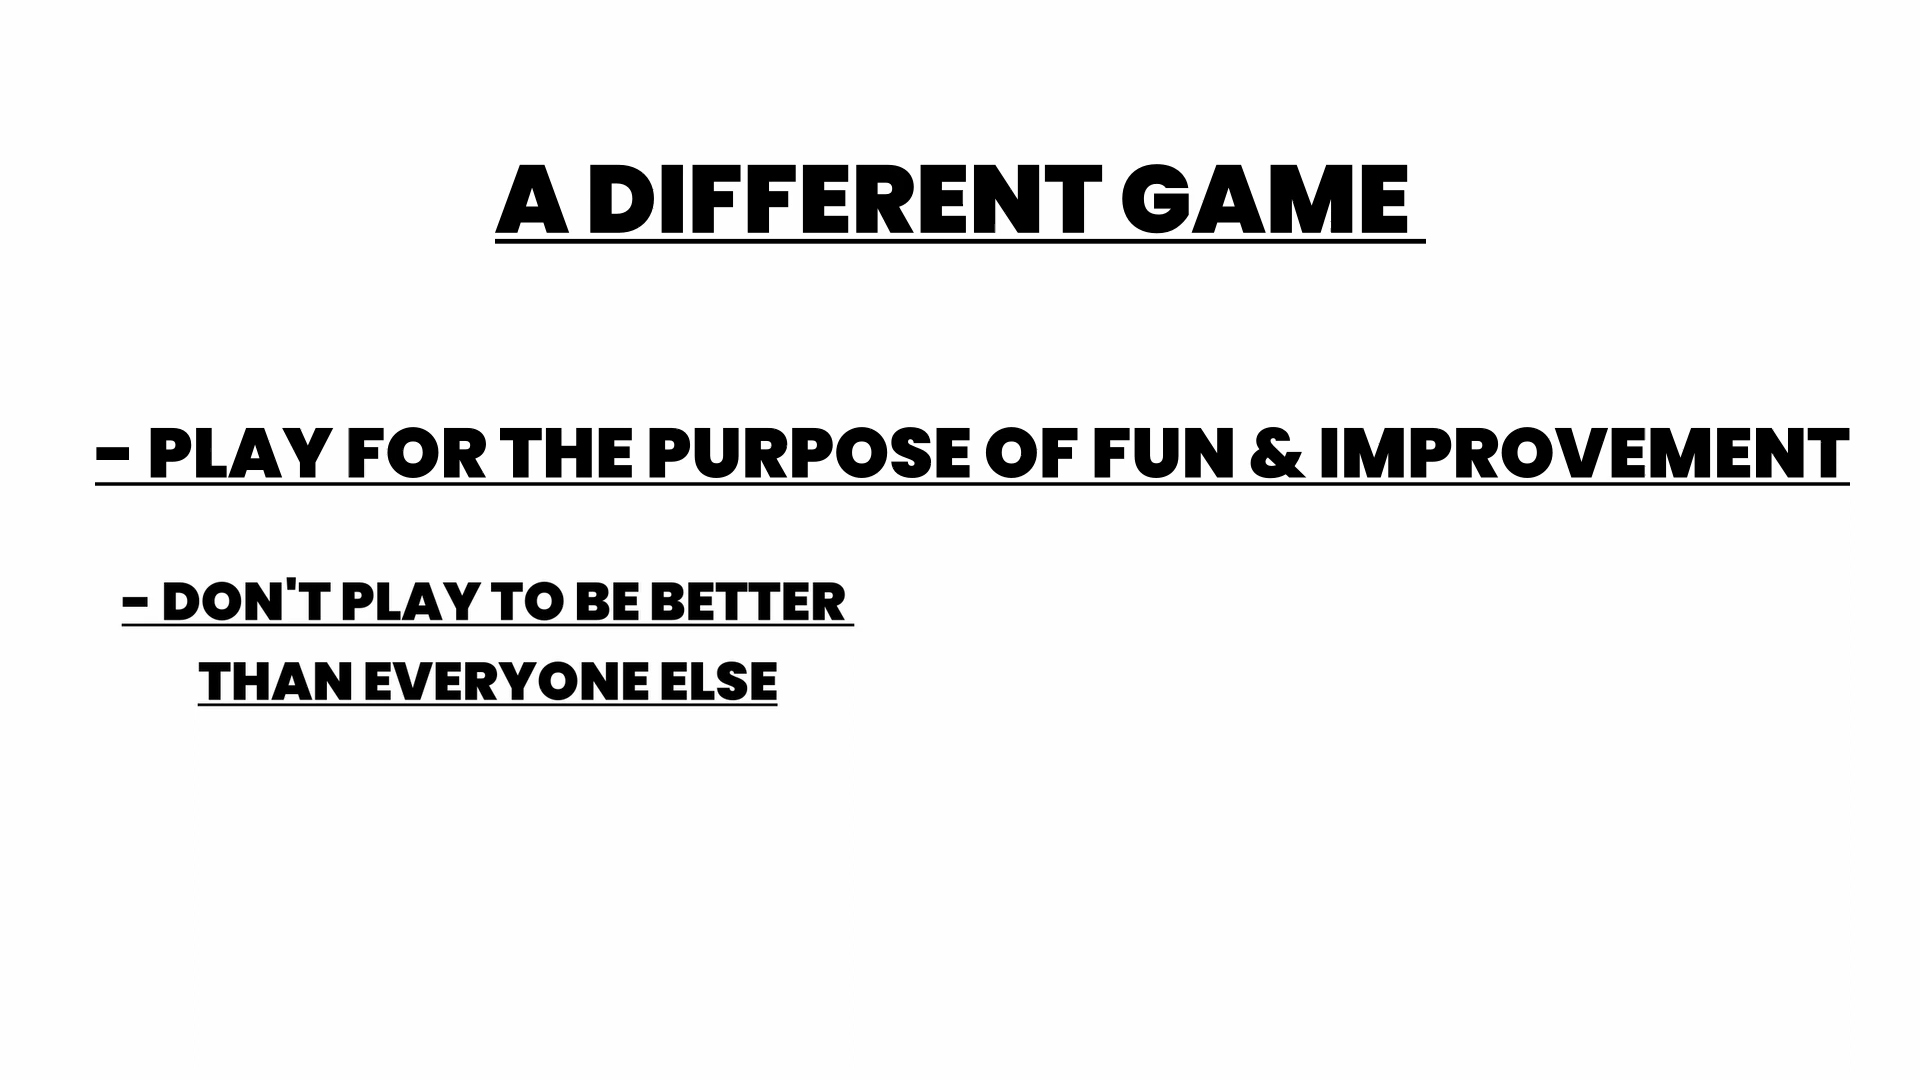 A DIFFERENT GAME
- PLAY FOR THE PURPOSE OF FUN & IMPROVEMENT
- DON'T PLAY TO BE BETTER
THAN EVERYONE ELSE